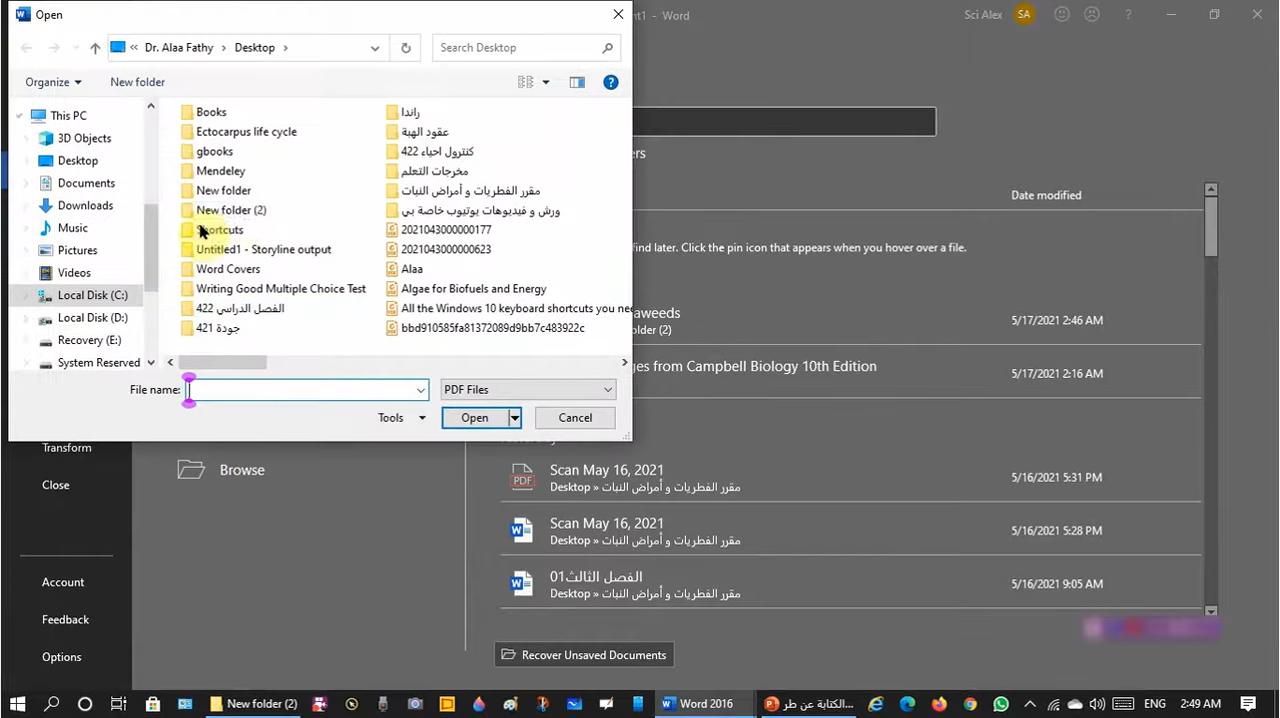 Open
nt1 - Word
Sci Alex
SA
Dr. Alaa Fathy
Desktop
Search Desktop
Organize
New folder
This PC
3D Objects
Desktop
Documents
Downloads
Music
Pictures
Videos
Local Disk (C:)
Local Disk (D:)
Recovery (E:)
System Reserved
Books
Ectocarpus life cycle
gbooks
Mendeley
New folder
New folder (2)
Shortcuts
Untitled1 - Storyline output
Word Covers
Writing Good Multiple Choice Test
الفصل الدراسي 422
جودة 421
راندا
عقود الهبة
كنترول احياء 422
مخرجات التعلم
مقرر الفطريات و أمراض النبات
ورش و فيديوهات يوتيوب خاصة بي
2021043000000177
2021043000000623
Alaa
Algae for Biofuels and Energy
All the Windows 10 keyboard shortcuts you nee
bbd910585fa81372089d9bb7c483922c
File name:
PDF Files
Tools
Open
Cancel
ers
Date modified
find later. Click the pin icon that appears when you hover over a file.
aweeds
lder (2)
5/17/2021 2:46 AM
ges from Campbell Biology 10th Edition
5/17/2021 2:16 AM
Transform
Close
Account
Feedback
Options
Browse
PDF
Scan May 16, 2021
Desktop » مقرر الفطريات و أمراض النبات
5/16/2021 5:31 PM
Scan May 16, 2021
Desktop » مقرر الفطريات و أمراض النبات
5/16/2021 5:28 PM
الفصل الثالث01
Desktop » مقرر الفطريات و أمراض النبات
5/16/2021 9:05 AM
Recover Unsaved Documents
New folder (2)
Word 2016
الكتابة عن طر...
ENG
2:49 AM